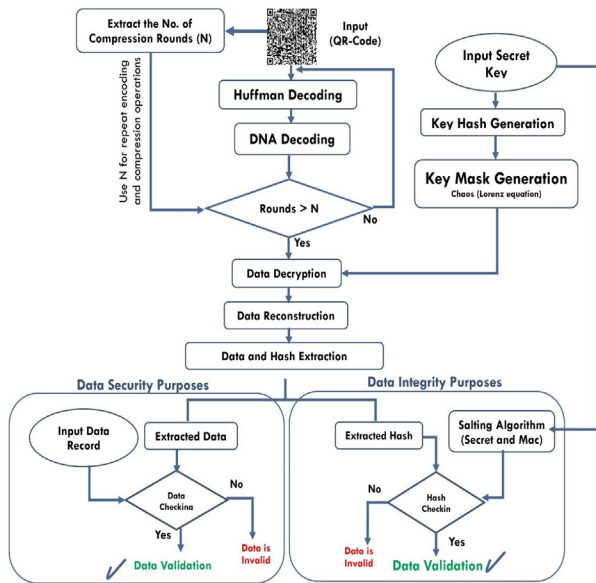 Extract the No. of
Compression Rounds (N)
Input
(QR-Code)
Input Secret
Key
Use N for repeat encoding
and compression operations
Huffman Decoding
DNA Decoding
Key Hash Generation
Key Mask Generation
Chaos (Lorenz equation)
Rounds > N
No
Yes
Data Decryption
Data Reconstruction
Data and Hash Extraction
Data Security Purposes
Data Integrity Purposes
Input Data
Record
Extracted Data
Extracted Hash
Salting Algorithm
(Secret and Mac)
Data
Checkina
No
Yes
Data is
Invalid
Data Validation
Hash
Checkin
No
Yes
Data is
Invalid
Data Validation